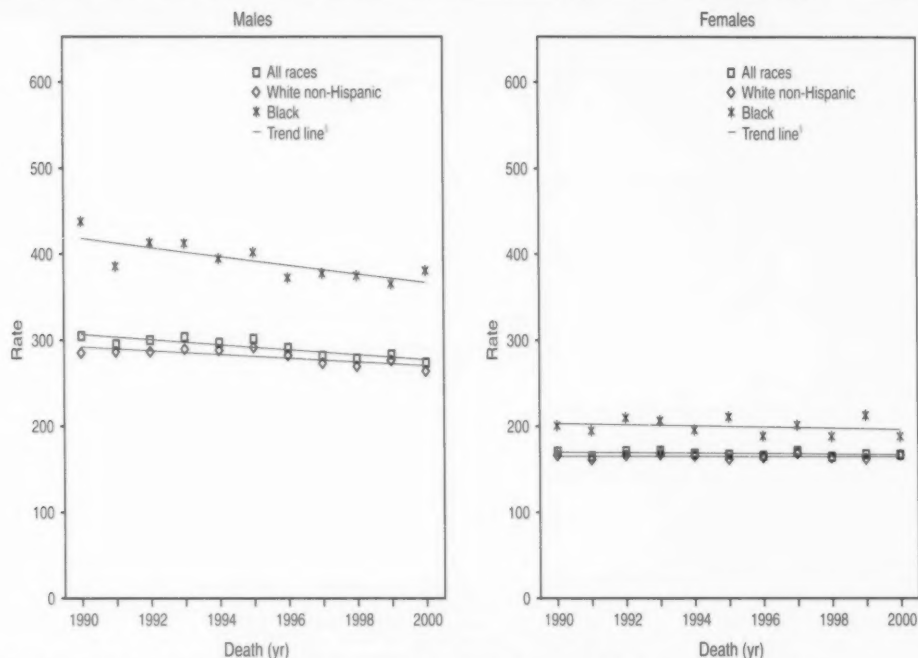 Males
600
500
400
300
200
100
0
Rate
All races
White non-Hispanic
Black
Trend line§
1990 1992 1994 1996 1998 2000
Death (yr)
Females
600
500
400
300
200
100
0
Rate
All races
White non-Hispanic
Black
Trend line§
1990 1992 1994 1996 1998 2000
Death (yr)